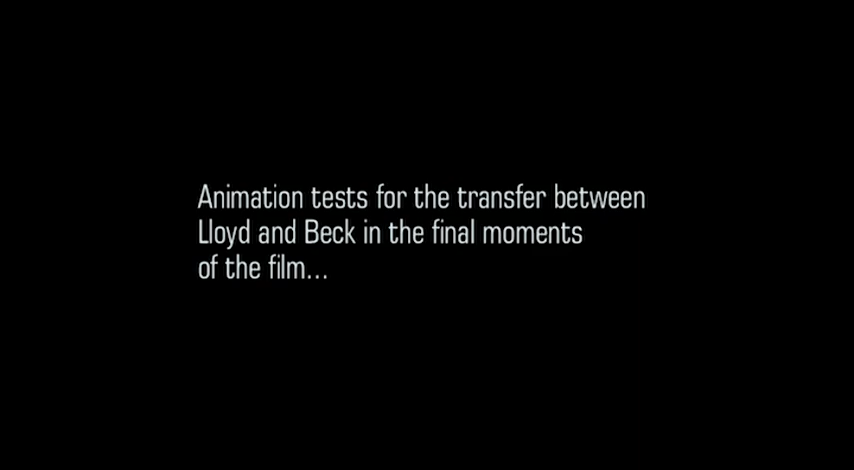 Animation tests for the transfer between
Lloyd and Beck in the final moments
of the film...